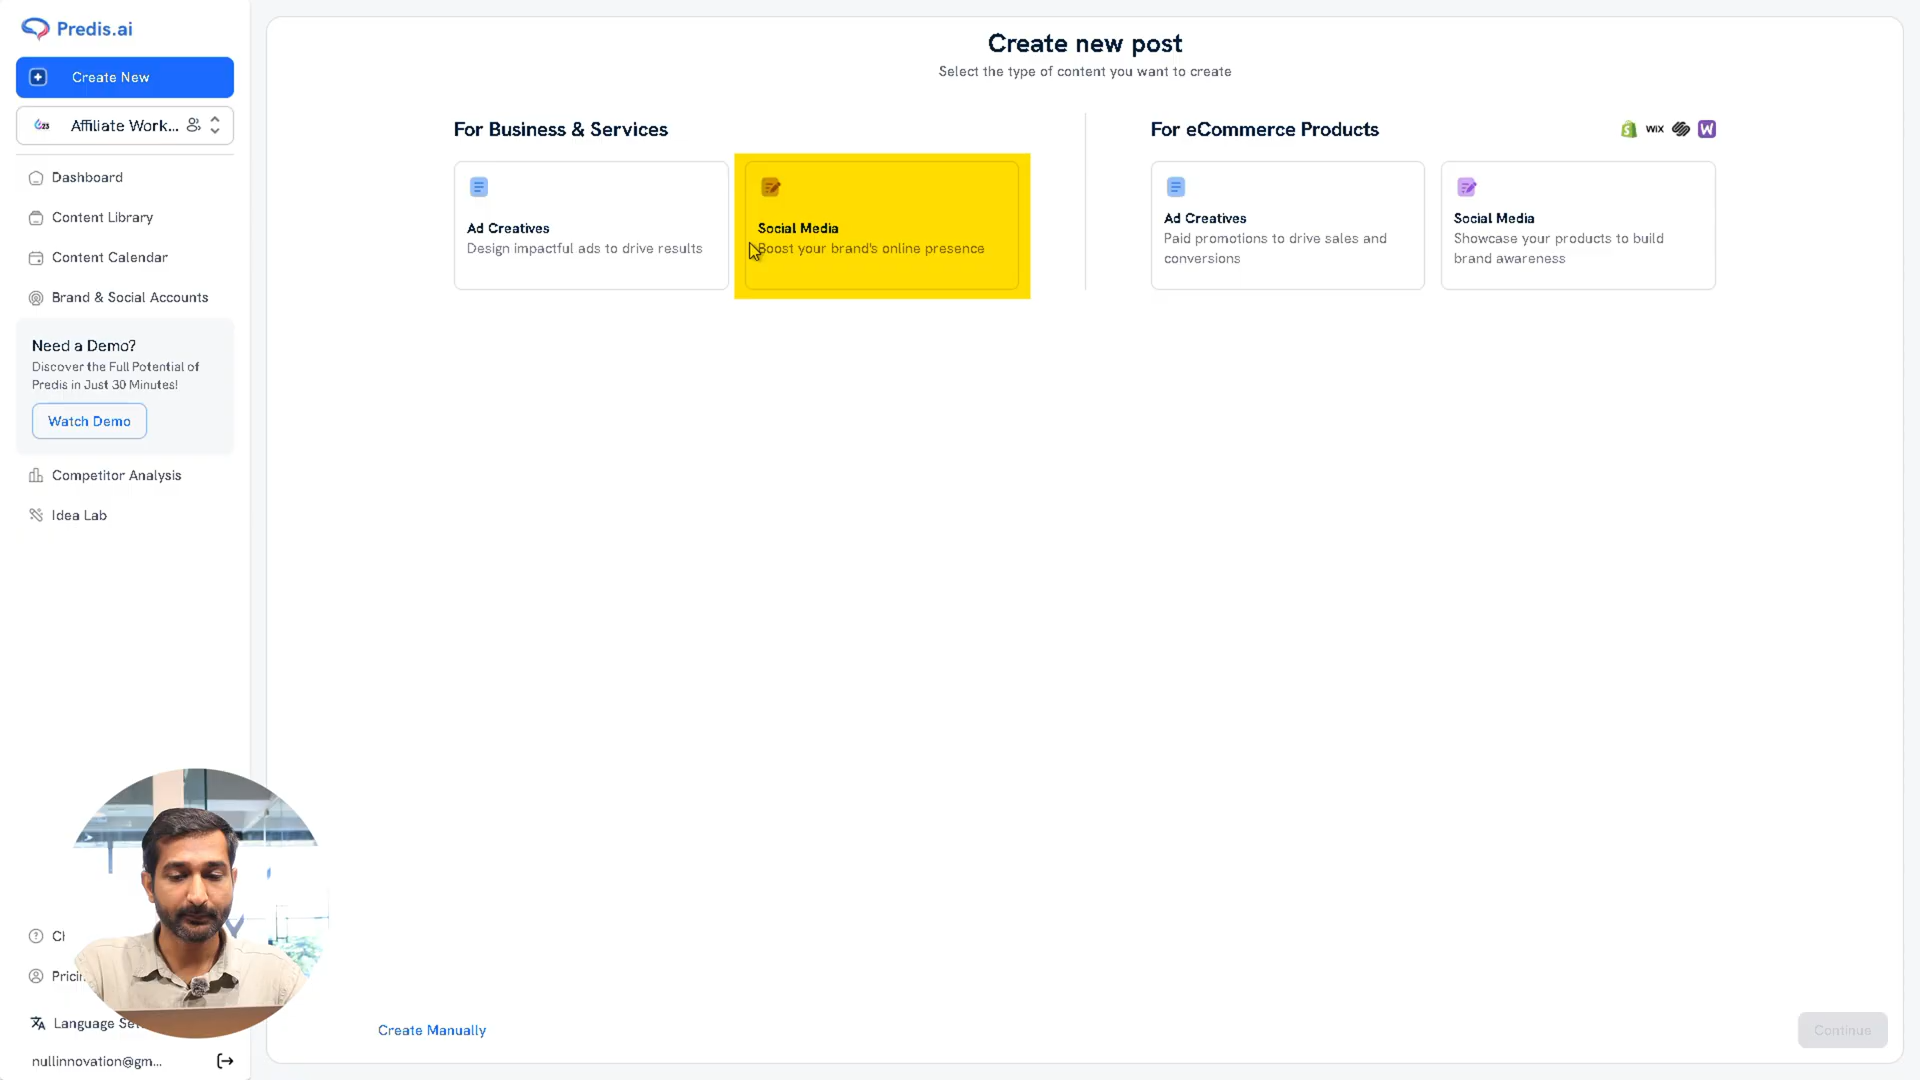 Predis.ai
Create New
Affiliate Work...
Dashboard
Content Library
Content Calendar
Brand & Social Accounts
Need a Demo?
Discover the Full Potential of
Predis in Just 30 Minutes!
Watch Demo
Competitor Analysis
Idea Lab
Language
nullinnovation@gm...
Create new post
Select the type of content you want to create
For Business & Services
Ad Creatives
Design impactful ads to drive results
Social Media
Boost your brand's online presence
For eCommerce Products
WIX
Ad Creatives
Paid promotions to drive sales and
conversions
Social Media
Showcase your products to build
brand awareness
Create Manually
Continue